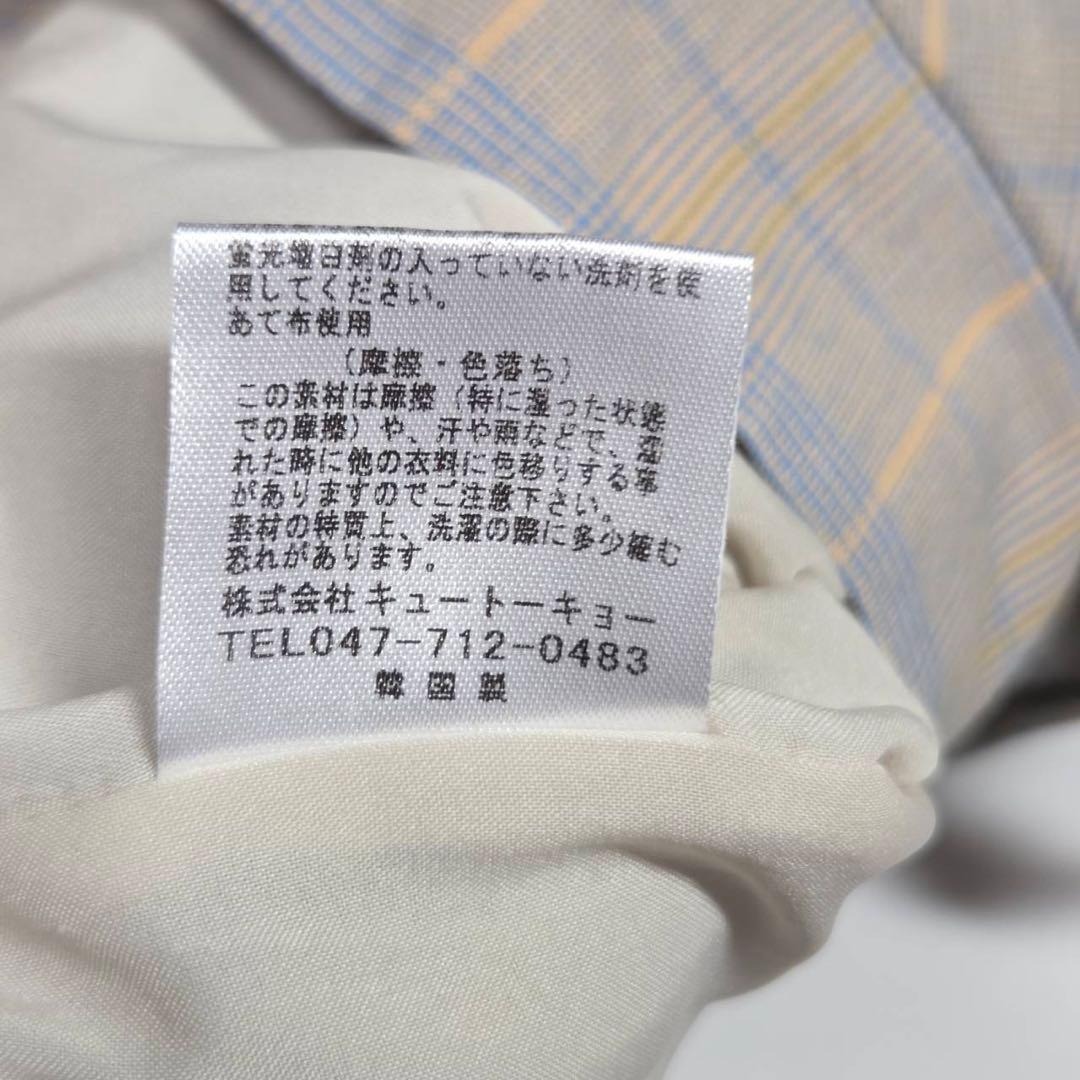 蛍光増白剤の入っていない洗剤を使
用してください。
あて布使用
（摩擦・色落ち）
この素材は摩擦（特に湿った状態
での摩擦）や、汗や雨などで、湿
れた時に他の衣料に色移りする事
がありますのでご注意下さい。
素材の特質上、洗濯の際に多少縮む
恐れがあります。
株式会社キュートーキョー
TEL047-712-0483
韓国製